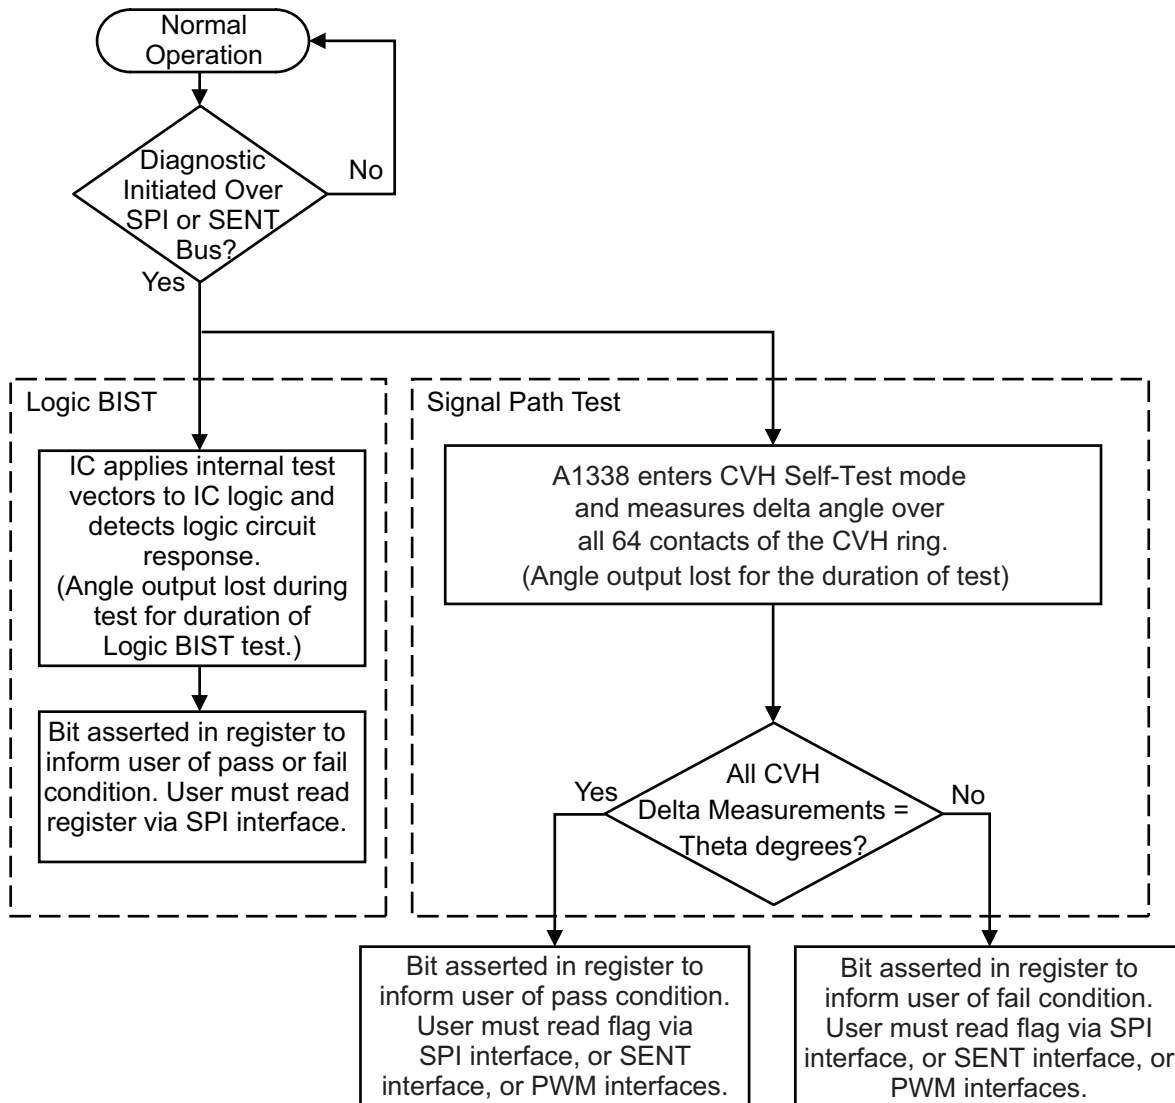 Normal
Operation
Diagnostic
Initiated Over
SPI or SENT
Bus?
No
Yes
Logic BIST
IC applies internal test
vectors to IC logic and
detects logic circuit
response.
(Angle output lost during
test for duration of
Logic BIST test.)
Bit asserted in register to
inform user of pass or fail
condition. User must read
register via SPI interface.
Signal Path Test
A1338 enters CVH Self-Test mode
and measures delta angle over
all 64 contacts of the CVH ring.
(Angle output lost for the duration of test)
All CVH
Delta Measurements =
Theta degrees?
Yes
No
Bit asserted in register to
inform user of pass condition.
User must read flag via
SPI interface, or SENT
interface, or PWM interfaces.
Bit asserted in register to
inform user of fail condition.
User must read flag via SPI
interface, or SENT interface, or
PWM interfaces.